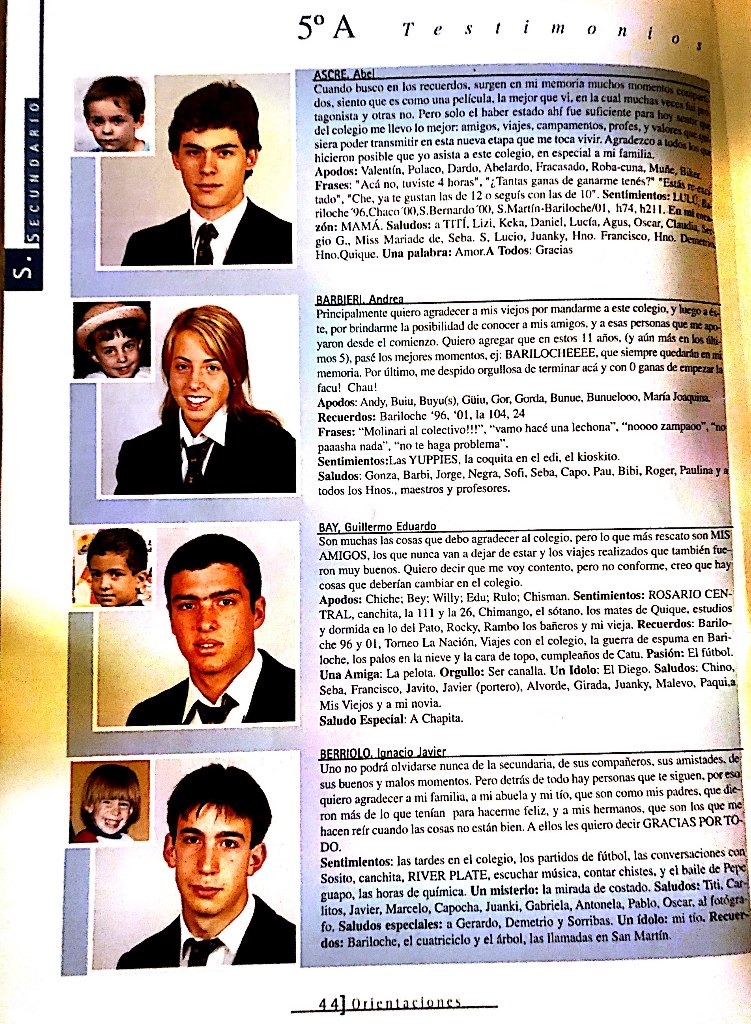 5º A Testimonios
S. SECUNDARIO
ASCRE, Abel
Cuando busco en los recuerdos, surgen en mi memoria muchos momentos
dos, siento que es como una película, la mejor que vi, en la cual muchas veces fui
tagonista y otras no. Pero solo el haber estado ahí fue suficiente para hoy
del colegio me llevo lo mejor: amigos, viajes, campamentos, profes, y valores que
siera poder transmitir en esta nueva etapa que me toca vivir. Agradezco a todos los que
hicieron posible que yo asista a este colegio, en especial a mi familia.
Apodos: Valentín, Polaco, Dardo, Abelardo, Fracasado, Roba-cuna, Muñe, Biker.
Frases: "Acá no, tuviste 4 horas", "¿Tantas ganas de ganarme tenés?" "Estás
tado", "Che, ya te gustan las de 12 o seguís con las de 10". Sentimientos: LULÚ,
riloche '96,Chaco´00,S.Bernardo´00, S.Martín-Bariloche/01, h74, h211. En mi
zón: MAMÁ. Saludos: a TITÍ, Lizi, Keka, Daniel, Lucía, Agus, Oscar, Claudia,
gio G., Miss Mariade de, Seba. S, Lucio, Juanky, Hno. Francisco, Hno. Demetrio,
Hno.Quique. Una palabra: Amor.A Todos: Gracias
BARBIERI, Andrea
Principalmente quiero agradecer a mis viejos por mandarme a este colegio, y luego a és-
te, por brindarme la posibilidad de conocer a mis amigos, y a esas personas que me apo-
yaron desde el comienzo. Quiero agregar que en estos 11 años, (y aún más en los últi-
mos 5), pasé los mejores momentos, ej: BARILOCHEEEE, que siempre quedarán en mi
memoria. Por último, me despido orgullosa de terminar acá y con 0 ganas de empezar la
facu! Chau!
Apodos: Andy, Buiu, Buyu(s), Güiu, Gor, Gorda, Bunue, Bunuelooo, María Joaquina.
Recuerdos: Bariloche '96, '01, la 104, 24
Frases: "Molinari al colectivo!!!", "vamo hacé una lechona", "noooo zampaoo", "no
paaasha nada", "no te haga problema".
Sentimientos:Las YUPPIES, la coquita en el edi, el kioskito.
Saludos: Gonza, Barbi, Jorge, Negra, Sofi, Seba, Capo, Pau, Bibi, Roger, Paulina y a
todos los Hnos., maestros y profesores.
BAY, Guillermo Eduardo
Son muchas las cosas que debo agradecer al colegio, pero lo que más rescato son MIS
AMIGOS, los que nunca van a dejar de estar y los viajes realizados que también fue-
ron muy buenos. Quiero decir que me voy contento, pero no conforme, creo que hay
cosas que deberían cambiar en el colegio.
Apodos: Chiche; Bey; Willy; Edu; Rulo; Chisman. Sentimientos: ROSARIO CEN-
TRAL, canchita, la 111 y la 26, Chimango, el sótano, los mates de Quique, estudios
y dormida en lo del Pato, Rocky, Rambo los bañeros y mi vieja. Recuerdos: Barilo-
che 96 y 01, Torneo La Nación, Viajes con el colegio, la guerra de espuma en Bari-
loche, los palos en la nieve y la cara de topo, cumpleaños de Catu. Pasión: El fútbol.
Una Amiga: La pelota. Orgullo: Ser canalla. Un Idolo: El Diego. Saludos: Chino,
Seba, Francisco, Javito, Javier (portero), Alvorde, Girada, Juanky, Malevo, Paqui,a
Mis Viejos y a mi novia.
Saludo Especial: A Chapita.
BERRIOLO, Ignacio Javier
Uno no podrá olvidarse nunca de la secundaria, de sus compañeros, sus amistades, de
sus buenos y malos momentos. Pero detrás de todo hay personas que te siguen, por eso
quiero agradecer a mi familia, a mi abuela y mi tío, que son como mis padres, que die-
ron más de lo que tenían para hacerme feliz, y a mis hermanos, que son los que me
hacen reír cuando las cosas no están bien. A ellos les quiero decir GRACIAS POR TO-
DO.
Sentimientos: las tardes en el colegio, los partidos de fútbol, las conversaciones con
Sosito, canchita, RIVER PLATE, escuchar música, contar chistes, y el baile de Pepe
guapo, las horas de química. Un misterio: la mirada de costado. Saludos: Titi, Car-
litos, Javier, Marcelo, Capocha, Juanki, Gabriela, Antonela, Pablo, Oscar, al fotógra-
fo, Saludos especiales: a Gerardo, Demetrio y Sorribas. Un ídolo: mi tío. Recuer-
dos: Bariloche, el cuatriciclo y el árbol, las llamadas en San Martín.
44] Orientaciones